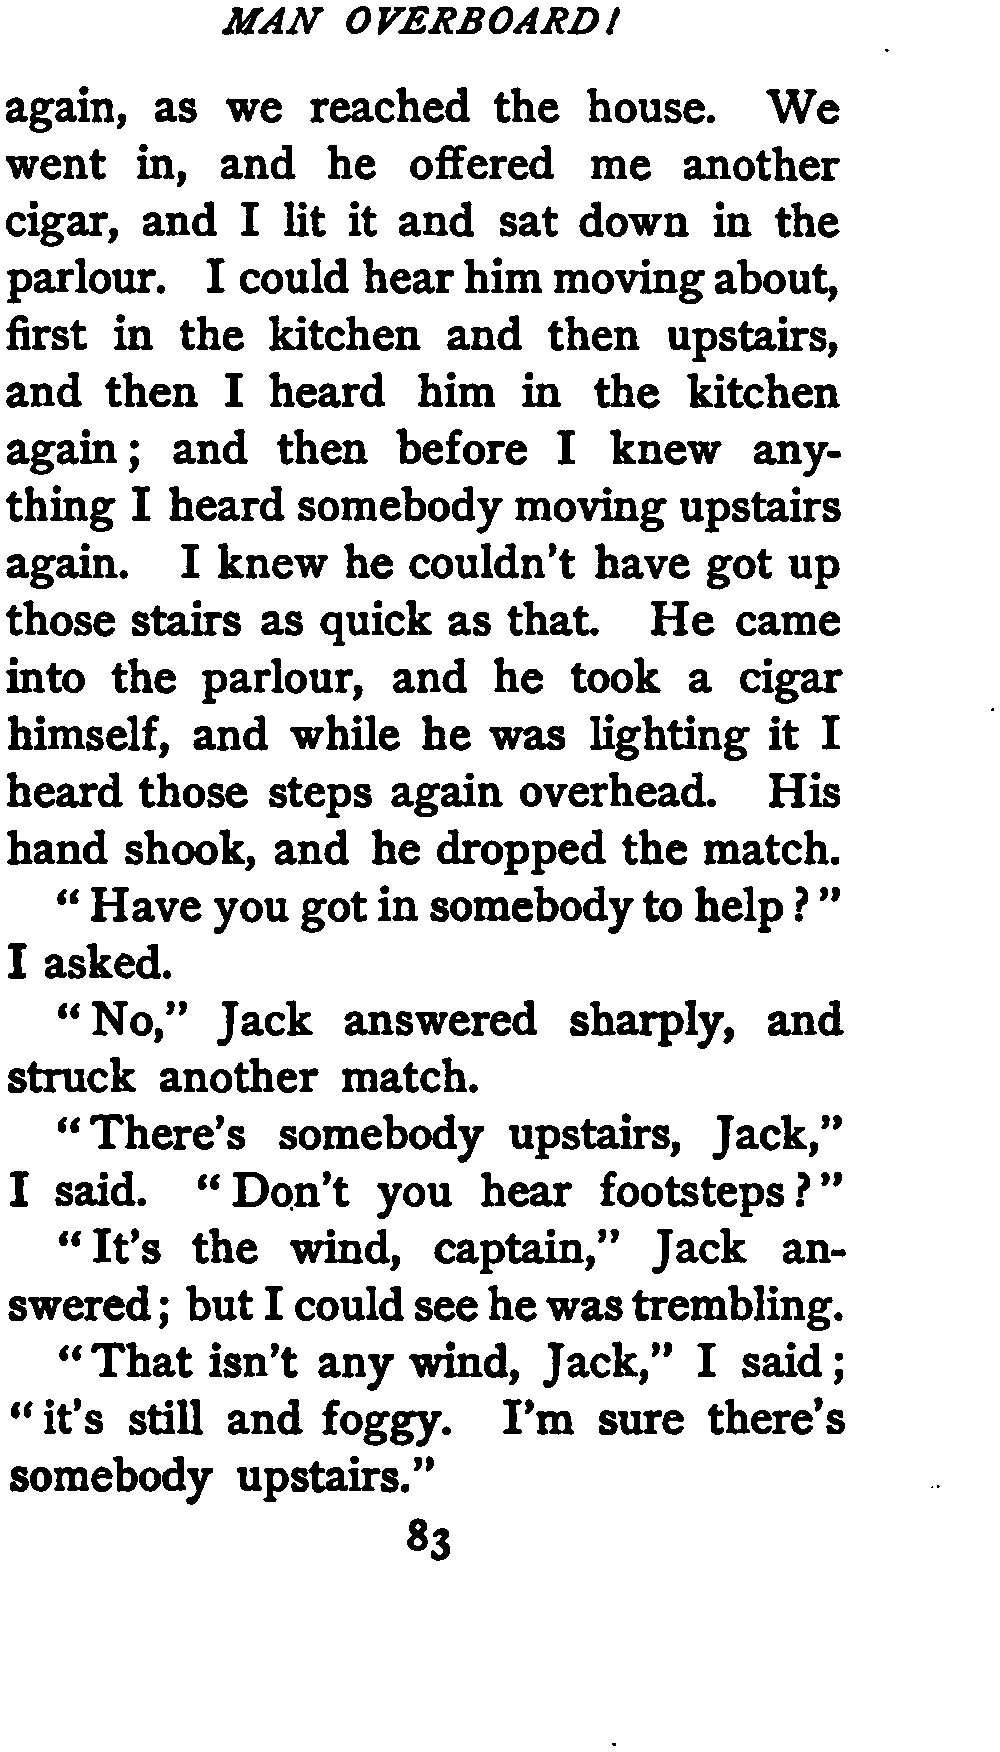 MAN OVERBOARD!
again, as we reached the house. We
went in, and he offered me another
cigar, and I lit it and sat down in the
parlour. I could hear him moving about,
first in the kitchen and then upstairs,
and then I heard him in the kitchen
again; and then before I knew any-
thing I heard somebody moving upstairs
again. I knew he couldn't have got up
those stairs as quick as that. He came
into the parlour, and he took a cigar
himself, and while he was lighting it I
heard those steps again overhead. His
hand shook, and he dropped the match.
"Have you got in somebody to help?"
I asked.
"No," Jack answered sharply, and
struck another match.
"There's somebody upstairs, Jack,"
I said. "Don't you hear footsteps?"
"It's the wind, captain," Jack an-
swered; but I could see he was trembling.
"That isn't any wind, Jack," I said;
"it's still and foggy. I'm sure there's
somebody upstairs."
83